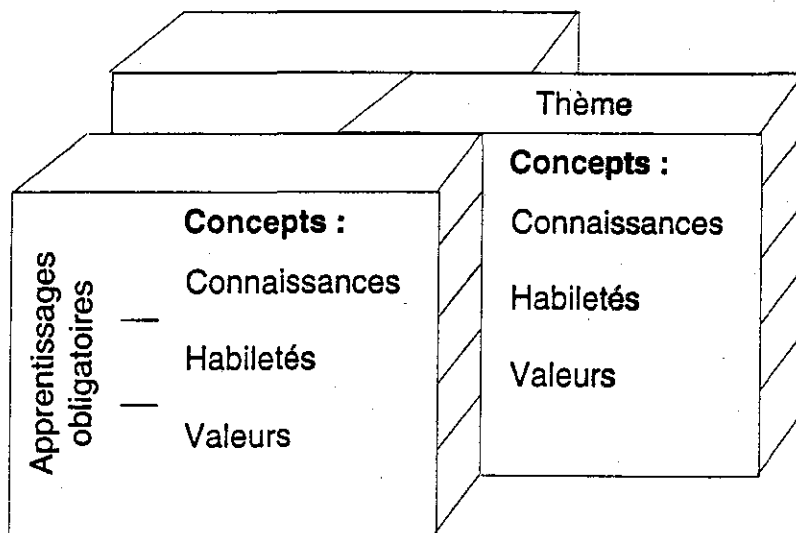 Thème
Concepts :
Connaissances
Habiletés
Valeurs
Apprentissages
obligatoires
Concepts :
Connaissances
Habiletés
Valeurs